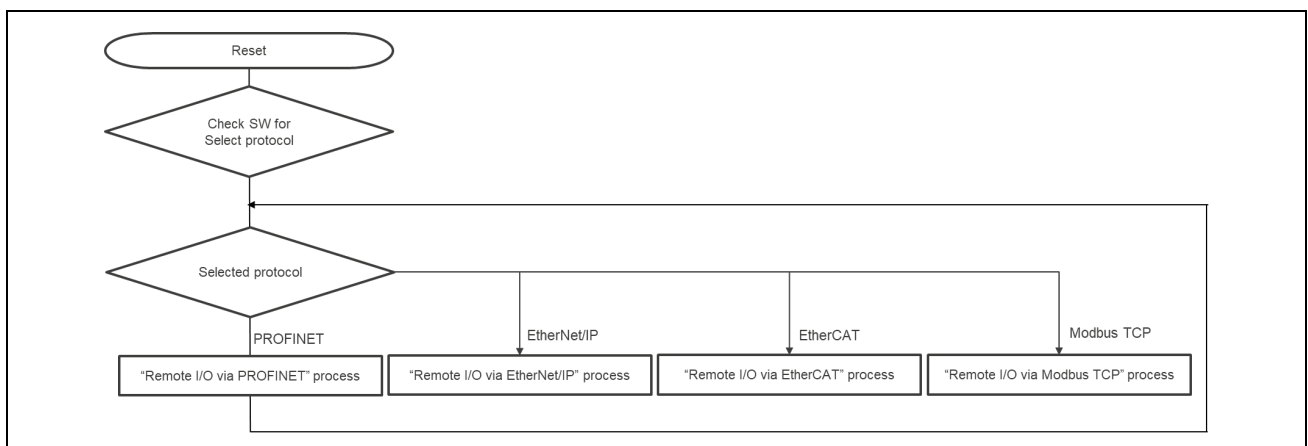 Reset
Check SW for
Select protocol
Selected protocol
PROFINET
EtherNet/IP
EtherCAT
Modbus TCP
“Remote I/O via PROFINET” process
“Remote I/O via EtherNet/IP” process
“Remote I/O via EtherCAT” process
“Remote I/O via Modbus TCP” process